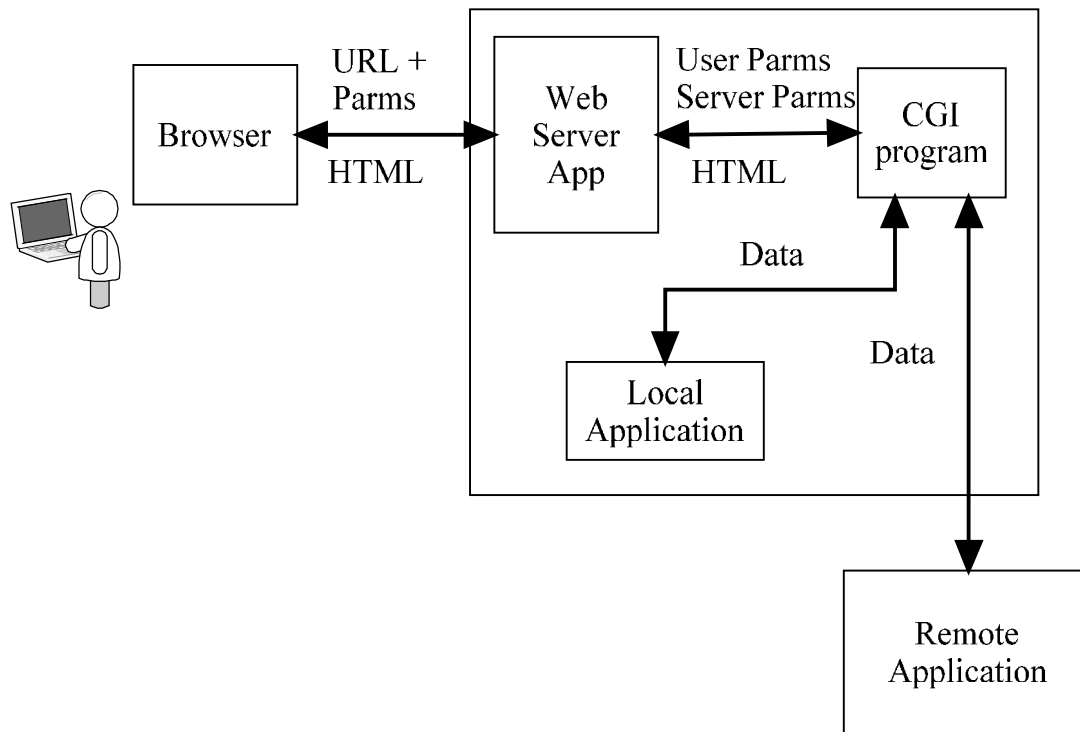 Browser
URL +
Parms
HTML
Web
Server
App
User Parms
Server Parms
HTML
CGI
program
Data
Data
Local
Application
Remote
Application